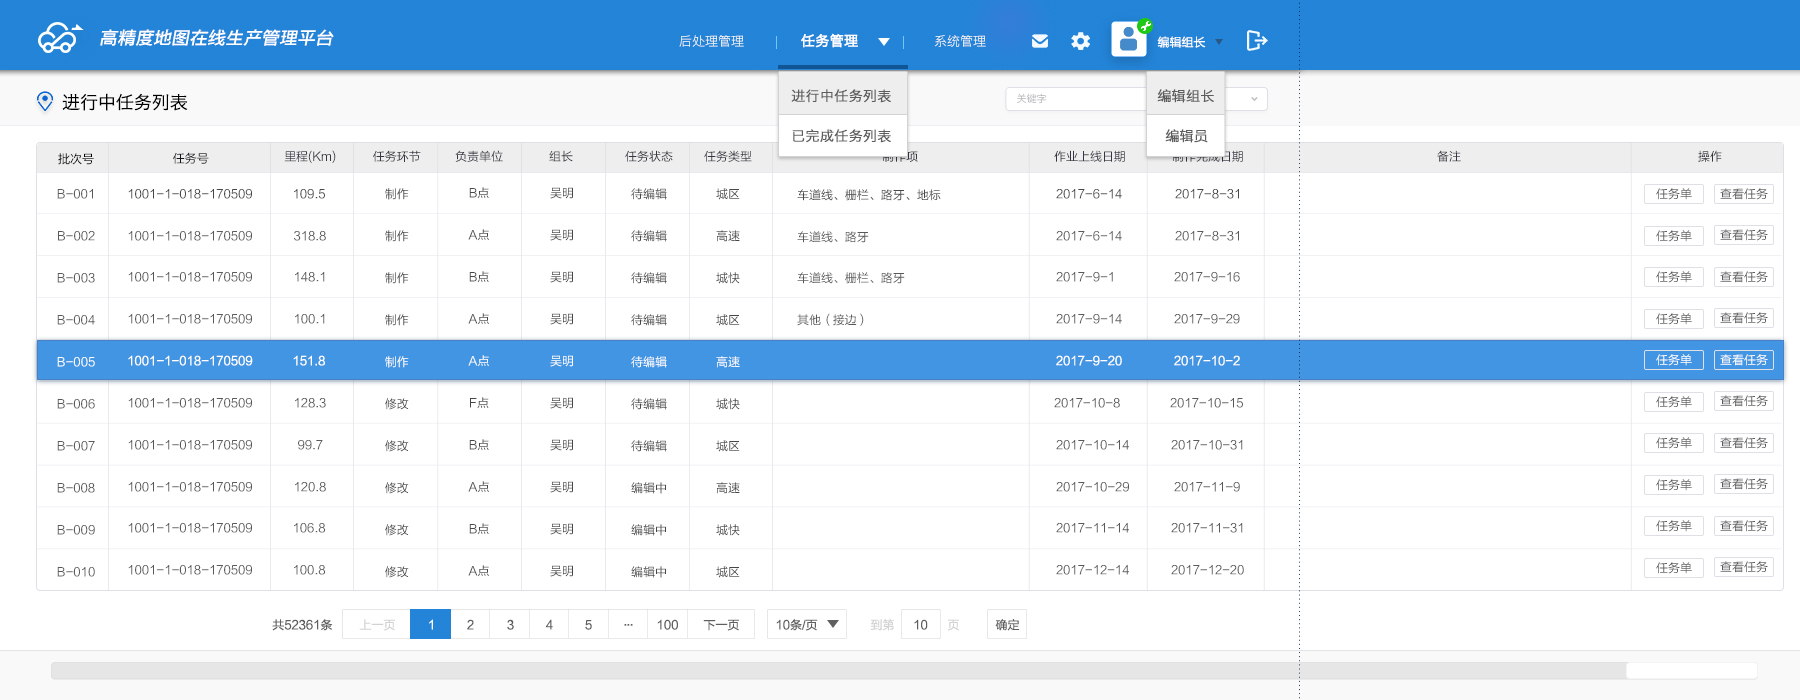 高精度地图在线生产管理平台
后处理管理 任务管理 系统管理 编辑组长
进行中任务列表 进行中任务列表 关键字 编辑组长
已完成任务列表 编辑员
批次号 任务号 里程(Km) 任务环节 负责单位 组长 任务状态 任务类型 制作项 作业上线日期 制作完成日期 备注 操作
B-001 1001-1-018-170509 109.5 制作 B点 吴明 待编辑 城区 车道线、栅栏、路牙、地标 2017-6-14 2017-8-31 任务单 查看任务
B-002 1001-1-018-170509 318.8 制作 A点 吴明 待编辑 高速 车道线、路牙 2017-6-14 2017-8-31 任务单 查看任务
B-003 1001-1-018-170509 148.1 制作 B点 吴明 待编辑 城快 车道线、栅栏、路牙 2017-9-1 2017-9-16 任务单 查看任务
B-004 1001-1-018-170509 100.1 制作 A点 吴明 待编辑 城区 其他（接边） 2017-9-14 2017-9-29 任务单 查看任务
B-005 1001-1-018-170509 151.8 制作 A点 吴明 待编辑 高速 2017-9-20 2017-10-2 任务单 查看任务
B-006 1001-1-018-170509 128.3 修改 F点 吴明 待编辑 城快 2017-10-8 2017-10-15 任务单 查看任务
B-007 1001-1-018-170509 99.7 修改 B点 吴明 待编辑 城区 2017-10-14 2017-10-31 任务单 查看任务
B-008 1001-1-018-170509 120.8 修改 A点 吴明 编辑中 高速 2017-10-29 2017-11-9 任务单 查看任务
B-009 1001-1-018-170509 106.8 修改 B点 吴明 编辑中 城快 2017-11-14 2017-11-31 任务单 查看任务
B-010 1001-1-018-170509 100.8 修改 A点 吴明 编辑中 城区 2017-12-14 2017-12-20 任务单 查看任务
共52361条 上一页 1 2 3 4 5 ··· 100 下一页 10条/页 到第 10 页 确定